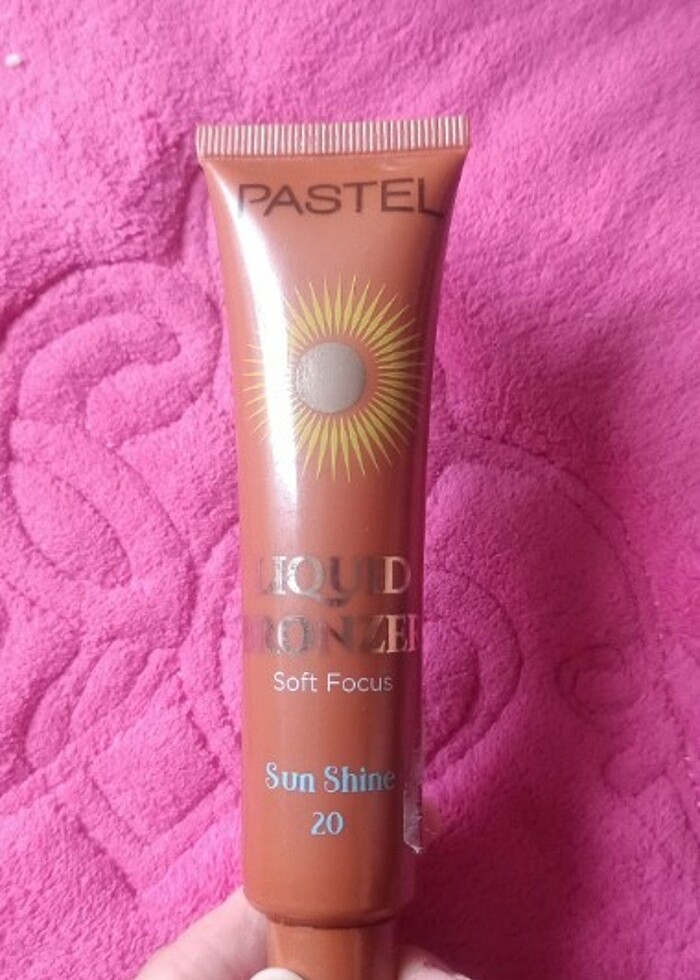 PASTEL
LIQUID
BRONZER
Soft Focus
Sun Shine
20